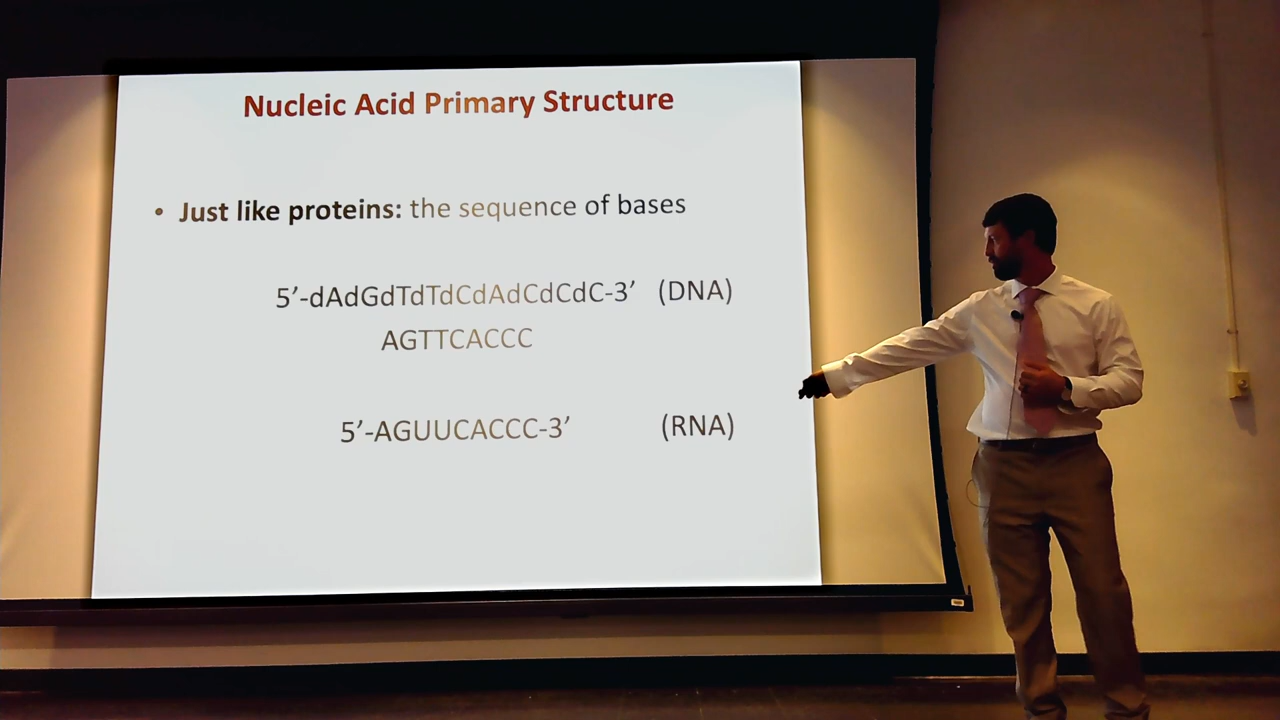 Nucleic Acid Primary Structure
• Just like proteins: the sequence of bases
5’-dAdGdTdTdCdAdCdCdC-3’ (DNA)
AGTTCACCC
5’-AGUUCACCC-3’ (RNA)